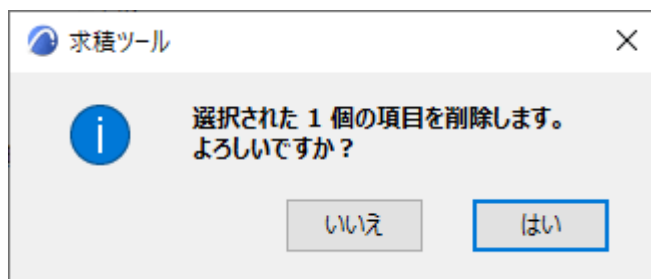 求積ツール
選択された 1 個の項目を削除します。
よろしいですか？
いいえ
はい